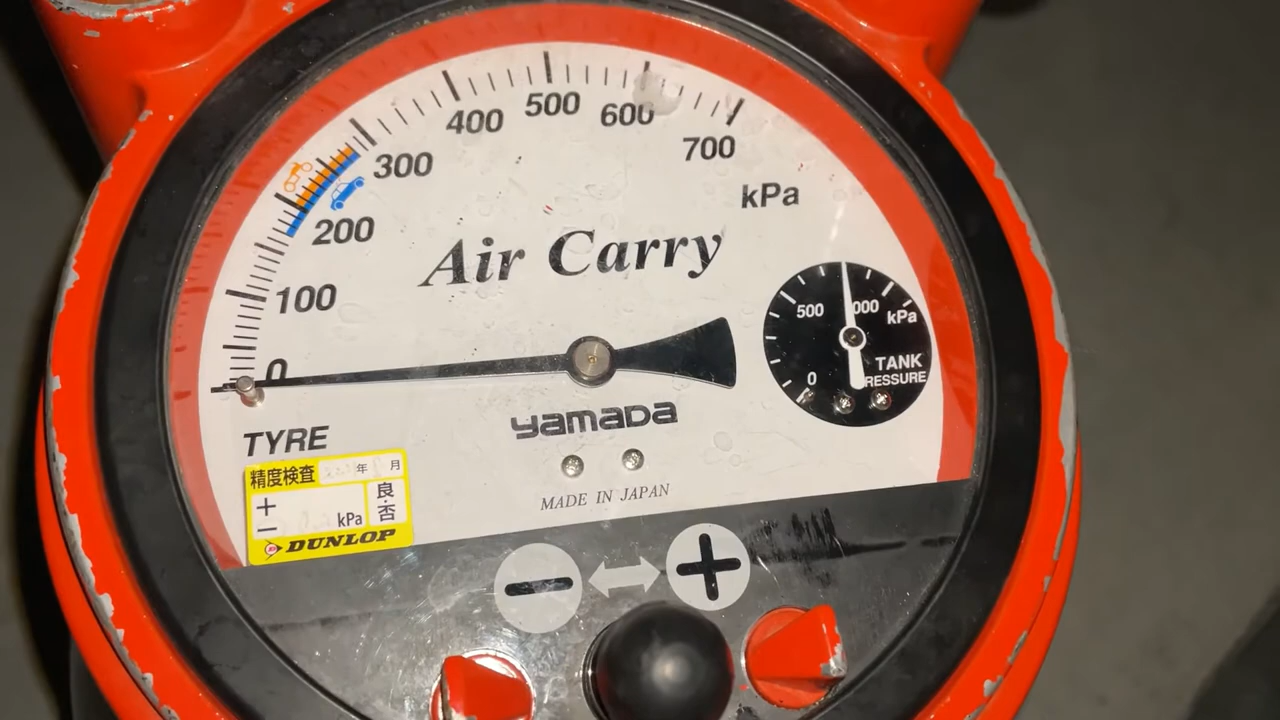 500
600
400
700
300
kPa
200
Air Carry
100
500
000
kPa
0
TANK
RESSURE
0
yamaDa
TYRE
MADE IN JAPAN
精度検査 年 月
+
− kPa
良・否
DUNLOP
−
+